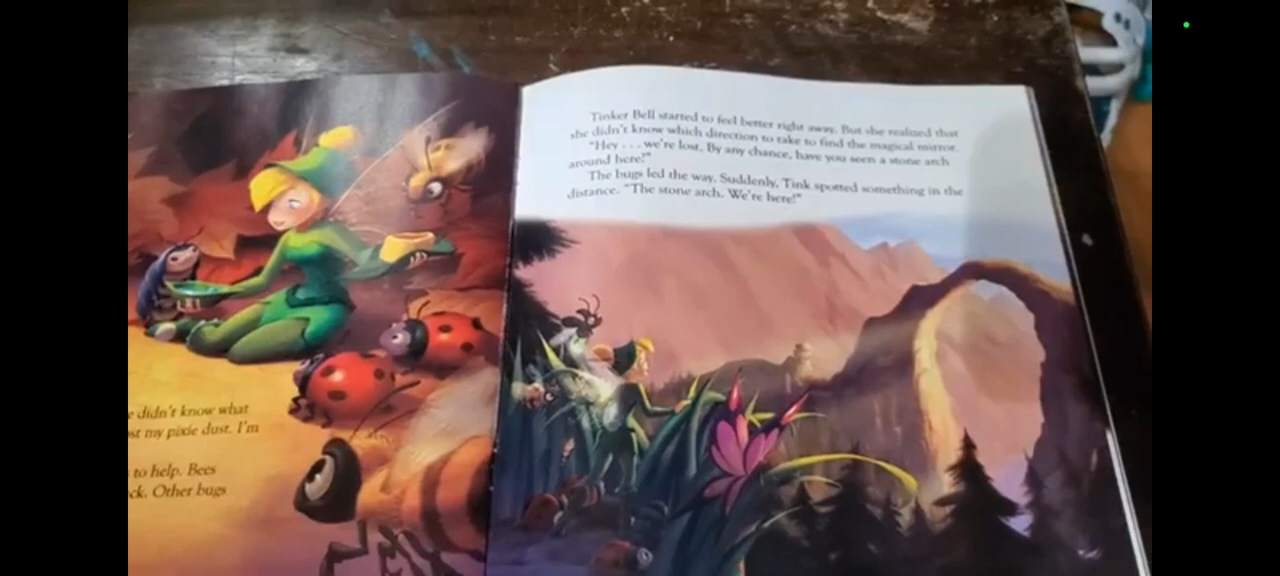 e didn't know what
st my pixie dust. I'm
to help. Bees
ck. Other bugs
Tinker Bell started to feel better right away. But she realized that
she didn't know which direction to take to find the magical mirror.
"Hey . . . we're lost. By any chance, have you seen a stone arch
around here?"
The bugs led the way. Suddenly, Tink spotted something in the
distance. "The stone arch. We're here!"